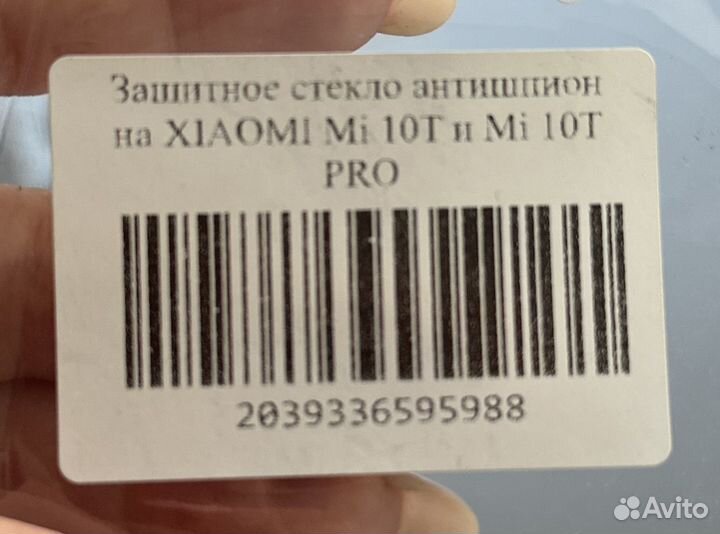 Защитное стекло антишпион
на XIAOMI Mi 10T и Mi 10T
PRO
2039336595988
Avito